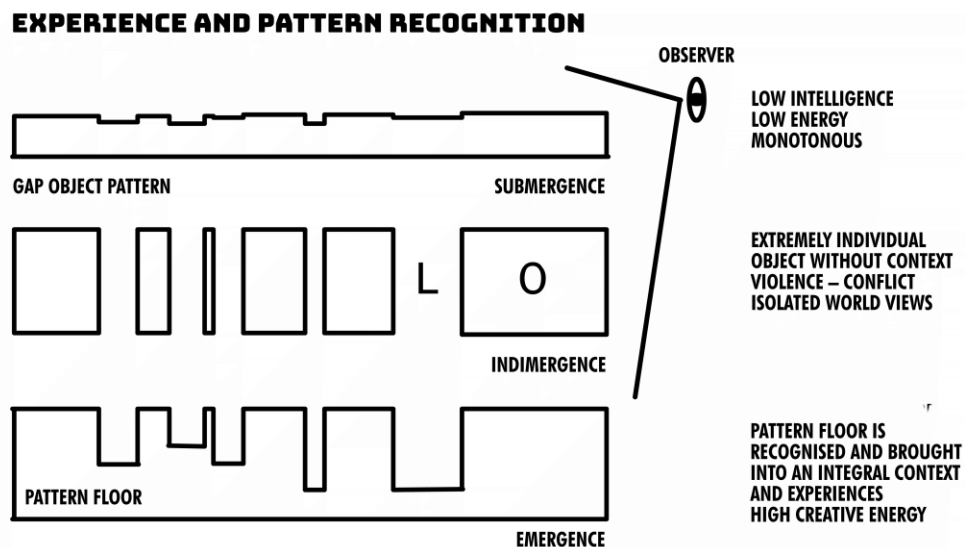 EXPERIENCE AND PATTERN RECOGNITION
OBSERVER
LOW INTELLIGENCE
LOW ENERGY
MONOTONOUS
GAP OBJECT PATTERN
SUBMERGENCE
EXTREMELY INDIVIDUAL
OBJECT WITHOUT CONTEXT
VIOLENCE – CONFLICT
ISOLATED WORLD VIEWS
L
O
INDIMERGENCE
PATTERN FLOOR IS
RECOGNISED AND BROUGHT
INTO AN INTEGRAL CONTEXT
AND EXPERIENCES
HIGH CREATIVE ENERGY
PATTERN FLOOR
EMERGENCE